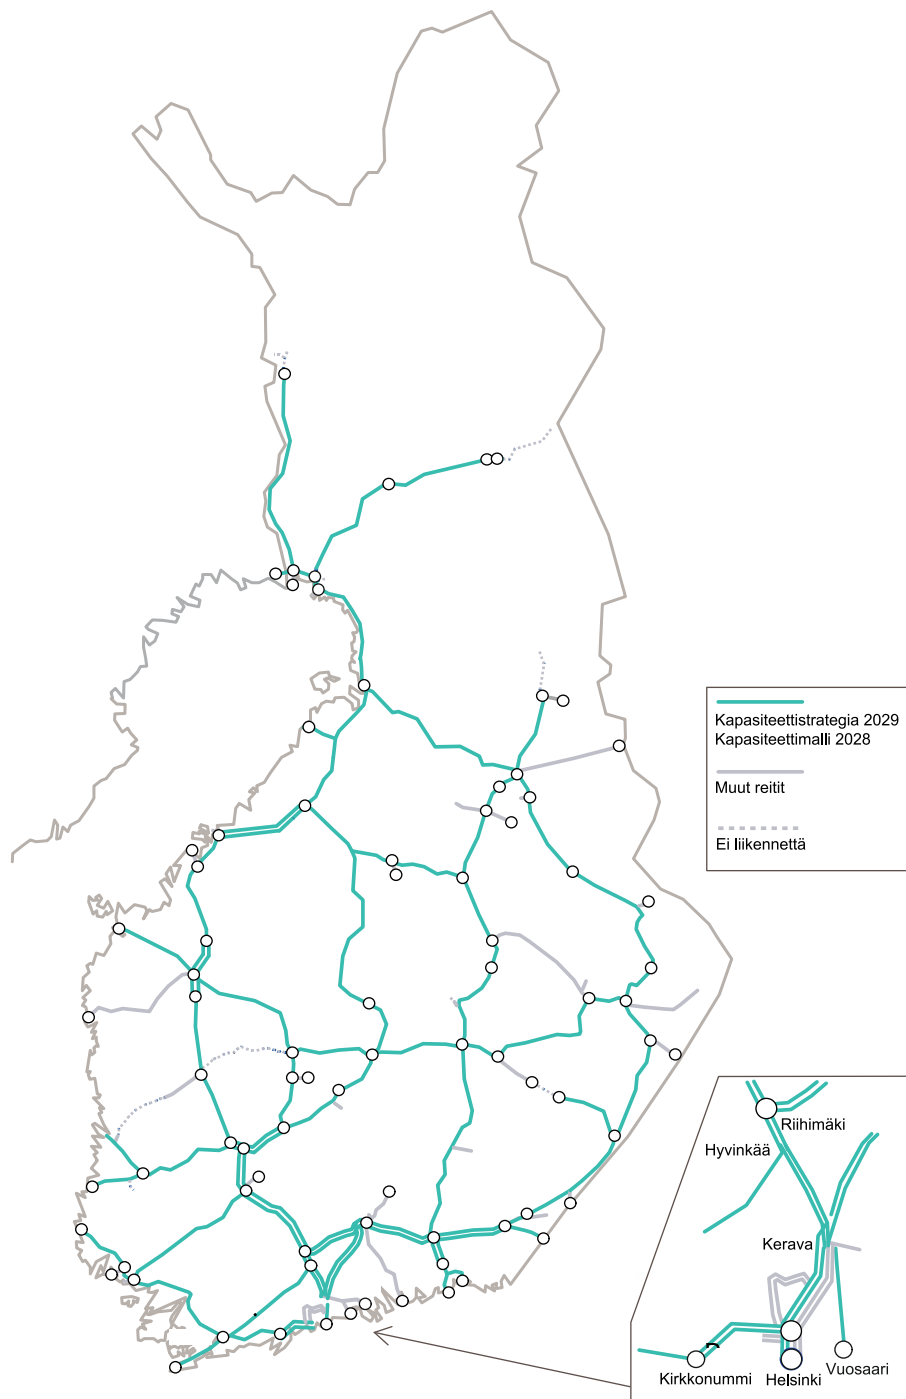 Kapasiteettistrategia 2029
Kapasiteettimalli 2028
Muut reitit
Ei liikennettä
Riihimäki
Hyvinkää
Kerava
Kirkkonummi
Helsinki
Vuosaari